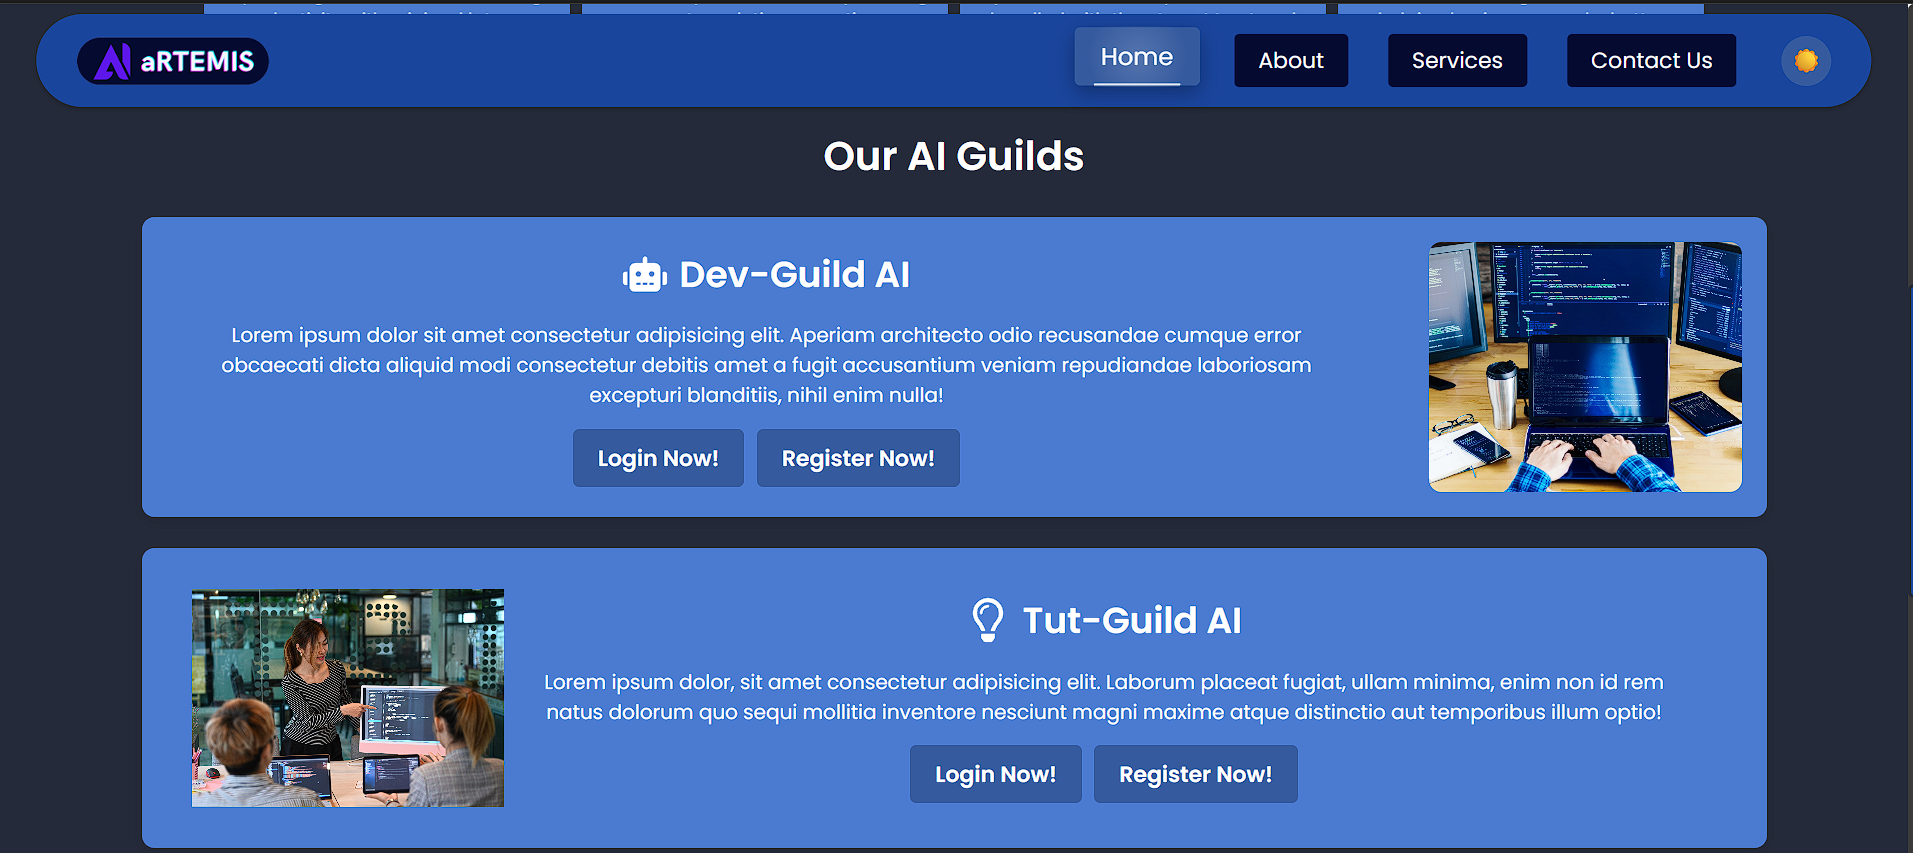 aRTEMIS
Home
About
Services
Contact Us
Our AI Guilds
Dev-Guild AI
Lorem ipsum dolor sit amet consectetur adipisicing elit. Aperiam architecto odio recusandae cumque error
obcaecati dicta aliquid modi consectetur debitis amet a fugit accusantium veniam repudiandae laboriosam
excepturi blanditiis, nihil enim nulla!
Login Now!
Register Now!
Tut-Guild AI
Lorem ipsum dolor, sit amet consectetur adipisicing elit. Laborum placeat fugiat, ullam minima, enim non id rem
natus dolorum quo sequi mollitia inventore nesciunt magni maxime atque distinctio aut temporibus illum optio!
Login Now!
Register Now!